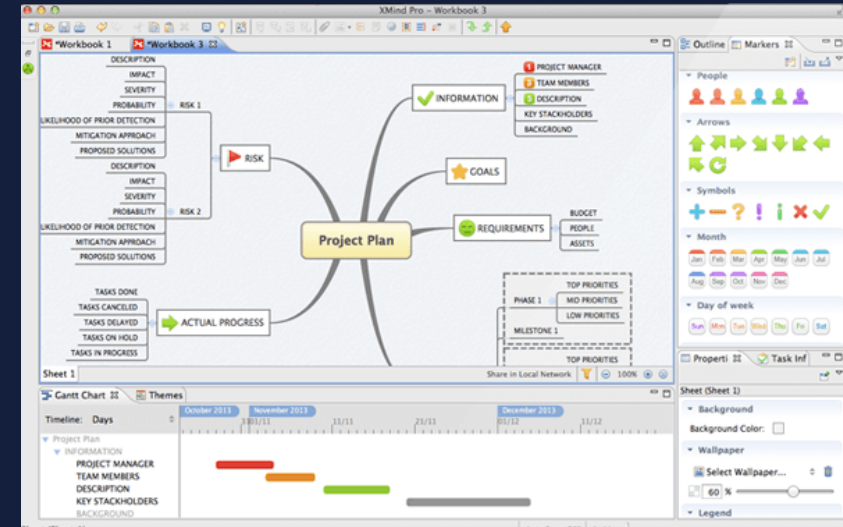 XMind Pro – Workbook 3
*Workbook 1
*Workbook 3
DESCRIPTION
IMPACT
SEVERITY
PROBABILITY
RISK 1
LIKELIHOOD OF PRIOR DETECTION
MITIGATION APPROACH
PROPOSED SOLUTIONS
DESCRIPTION
IMPACT
SEVERITY
PROBABILITY
RISK 2
LIKELIHOOD OF PRIOR DETECTION
MITIGATION APPROACH
PROPOSED SOLUTIONS
RISK
TASKS DONE
TASKS CANCELED
TASKS DELAYED
TASKS ON HOLD
TASKS IN PROGRESS
ACTUAL PROGRESS
Project Plan
INFORMATION
1 PROJECT MANAGER
2 TEAM MEMBERS
3 DESCRIPTION
KEY STACKHOLDERS
BACKGROUND
GOALS
REQUIREMENTS
BUDGET
PEOPLE
ASSETS
PHASE 1
TOP PRIORITIES
MID PRIORITIES
LOW PRIORITIES
MILESTONE 1
TOP PRIORITIES
Sheet 1
Share in Local Network
100%
Outline
Markers
People
Arrows
Symbols
Month
Jan Feb Mar Apr May Jun Jul
Aug Sep Oct Nov Dec
Day of week
Sun Mon Tue Wed Thu Fri Sat
Properti
Task Inf
Sheet (Sheet 1)
Background
Background Color:
Wallpaper
Select Wallpaper...
60 %
Legend
Gantt Chart
Themes
Timeline: Days
October 2013
November 2013
December 2013
01/11
11/11
21/11
01/12
11/12
Project Plan
INFORMATION
PROJECT MANAGER
TEAM MEMBERS
DESCRIPTION
KEY STACKHOLDERS
BACKGROUND